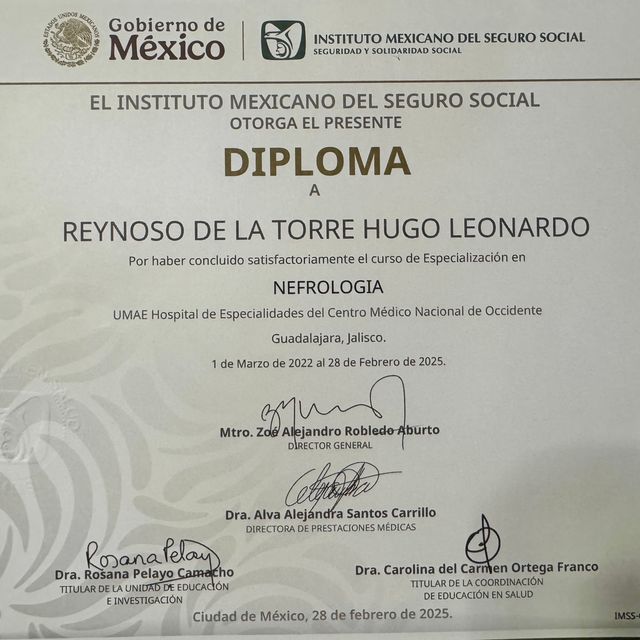 Gobierno de
México
INSTITUTO MEXICANO DEL SEGURO SOCIAL
SEGURIDAD Y SOLIDARIDAD SOCIAL
EL INSTITUTO MEXICANO DEL SEGURO SOCIAL
OTORGA EL PRESENTE
DIPLOMA
A
REYNOSO DE LA TORRE HUGO LEONARDO
Por haber concluido satisfactoriamente el curso de Especialización en
NEFROLOGIA
UMAE Hospital de Especialidades del Centro Médico Nacional de Occidente
Guadalajara, Jalisco.
1 de Marzo de 2022 al 28 de Febrero de 2025.
Mtro. Zoé Alejandro Robledo Aburto
DIRECTOR GENERAL
Dra. Alva Alejandra Santos Carrillo
DIRECTORA DE PRESTACIONES MÉDICAS
Rosana Pelayo
Dra. Rosana Pelayo Camacho
TITULAR DE LA UNIDAD DE EDUCACIÓN
E INVESTIGACIÓN
Dra. Carolina del Carmen Ortega Franco
TITULAR DE LA COORDINACIÓN
DE EDUCACIÓN EN SALUD
Ciudad de México, 28 de febrero de 2025.
IMSS-